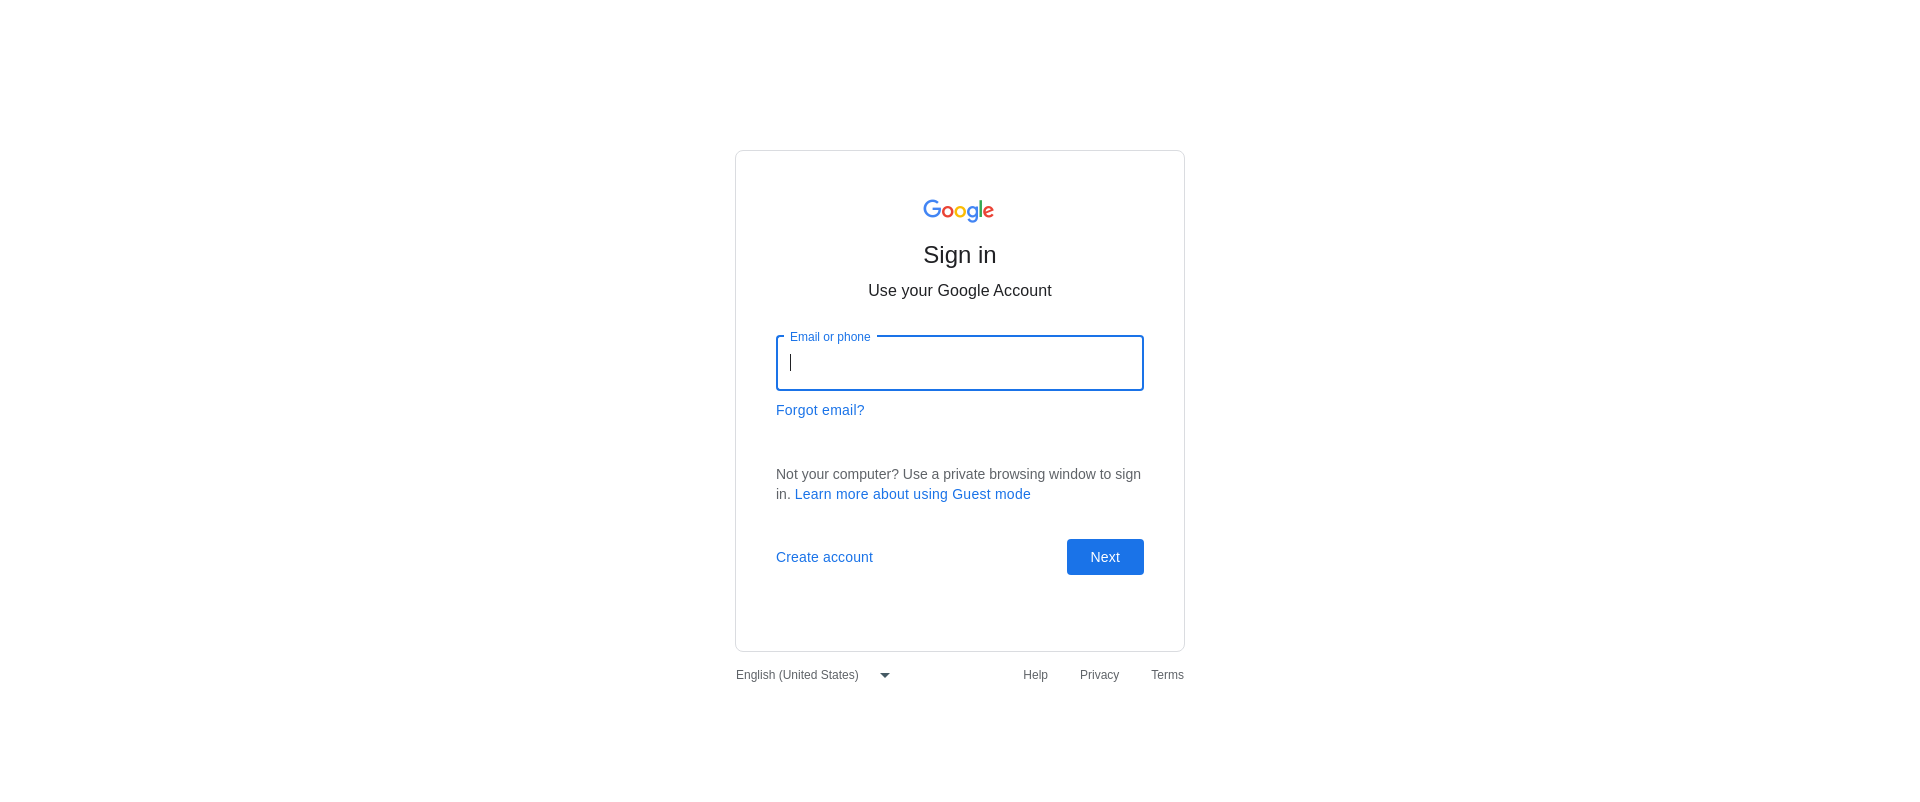 Google
Sign in
Use your Google Account
Email or phone
Forgot email?
Not your computer? Use a private browsing window to sign
in. Learn more about using Guest mode
Create account
Next
English (United States)
Help
Privacy
Terms